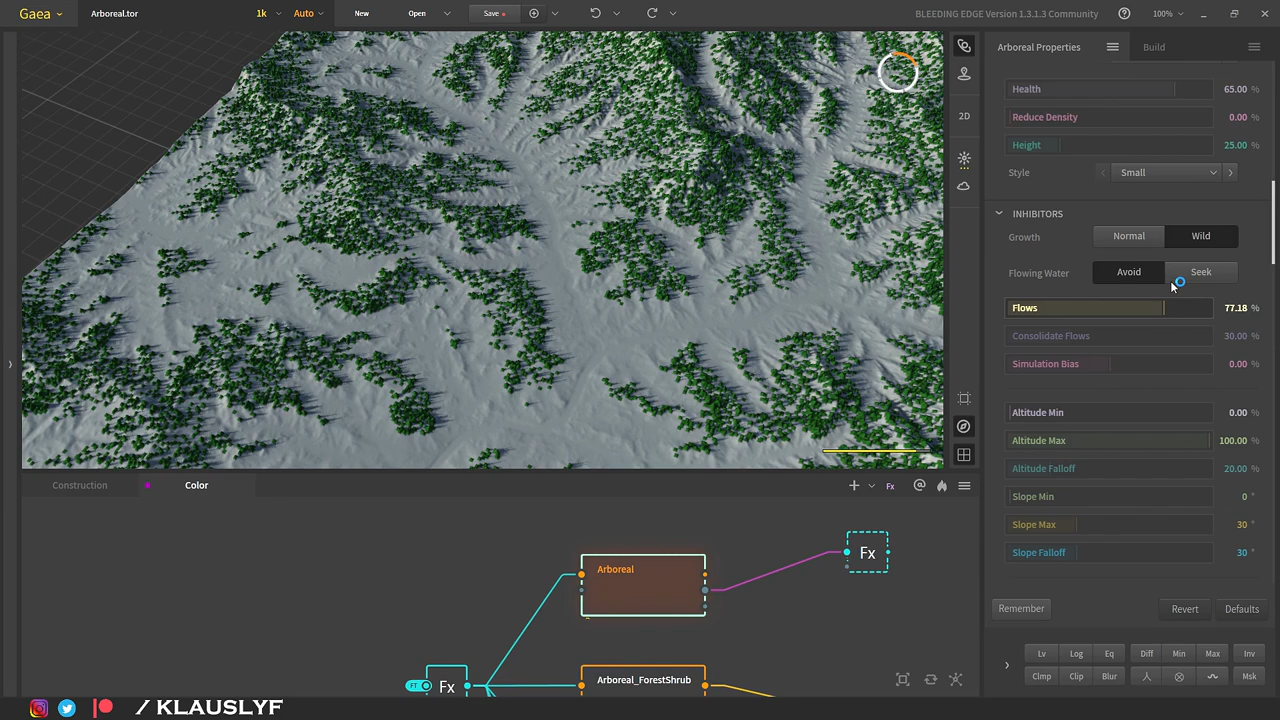 Gaea
Arboreal.tor
1k
Auto
New
Open
Save
BLEEDING EDGE Version 1.3.1.3 Community
100%
Arboreal Properties
Build
2D
Health
65.00 %
Reduce Density
0.00 %
Height
25.00 %
Style
Small
INHIBITORS
Growth
Normal
Wild
Flowing Water
Avoid
Seek
Flows
77.18 %
Consolidate Flows
30.00 %
Simulation Bias
0.00 %
Altitude Min
0.00 %
Altitude Max
100.00 %
Altitude Falloff
20.00 %
Slope Min
0 °
Slope Max
30 °
Slope Falloff
30 °
Remember
Revert
Defaults
Lv
Log
Eq
Diff
Min
Max
Inv
Clmp
Clip
Blur
Msk
Construction
Color
Fx
Arboreal
Fx
FT
Fx
Arboreal_ForestShrub
/ KLAUSLYF